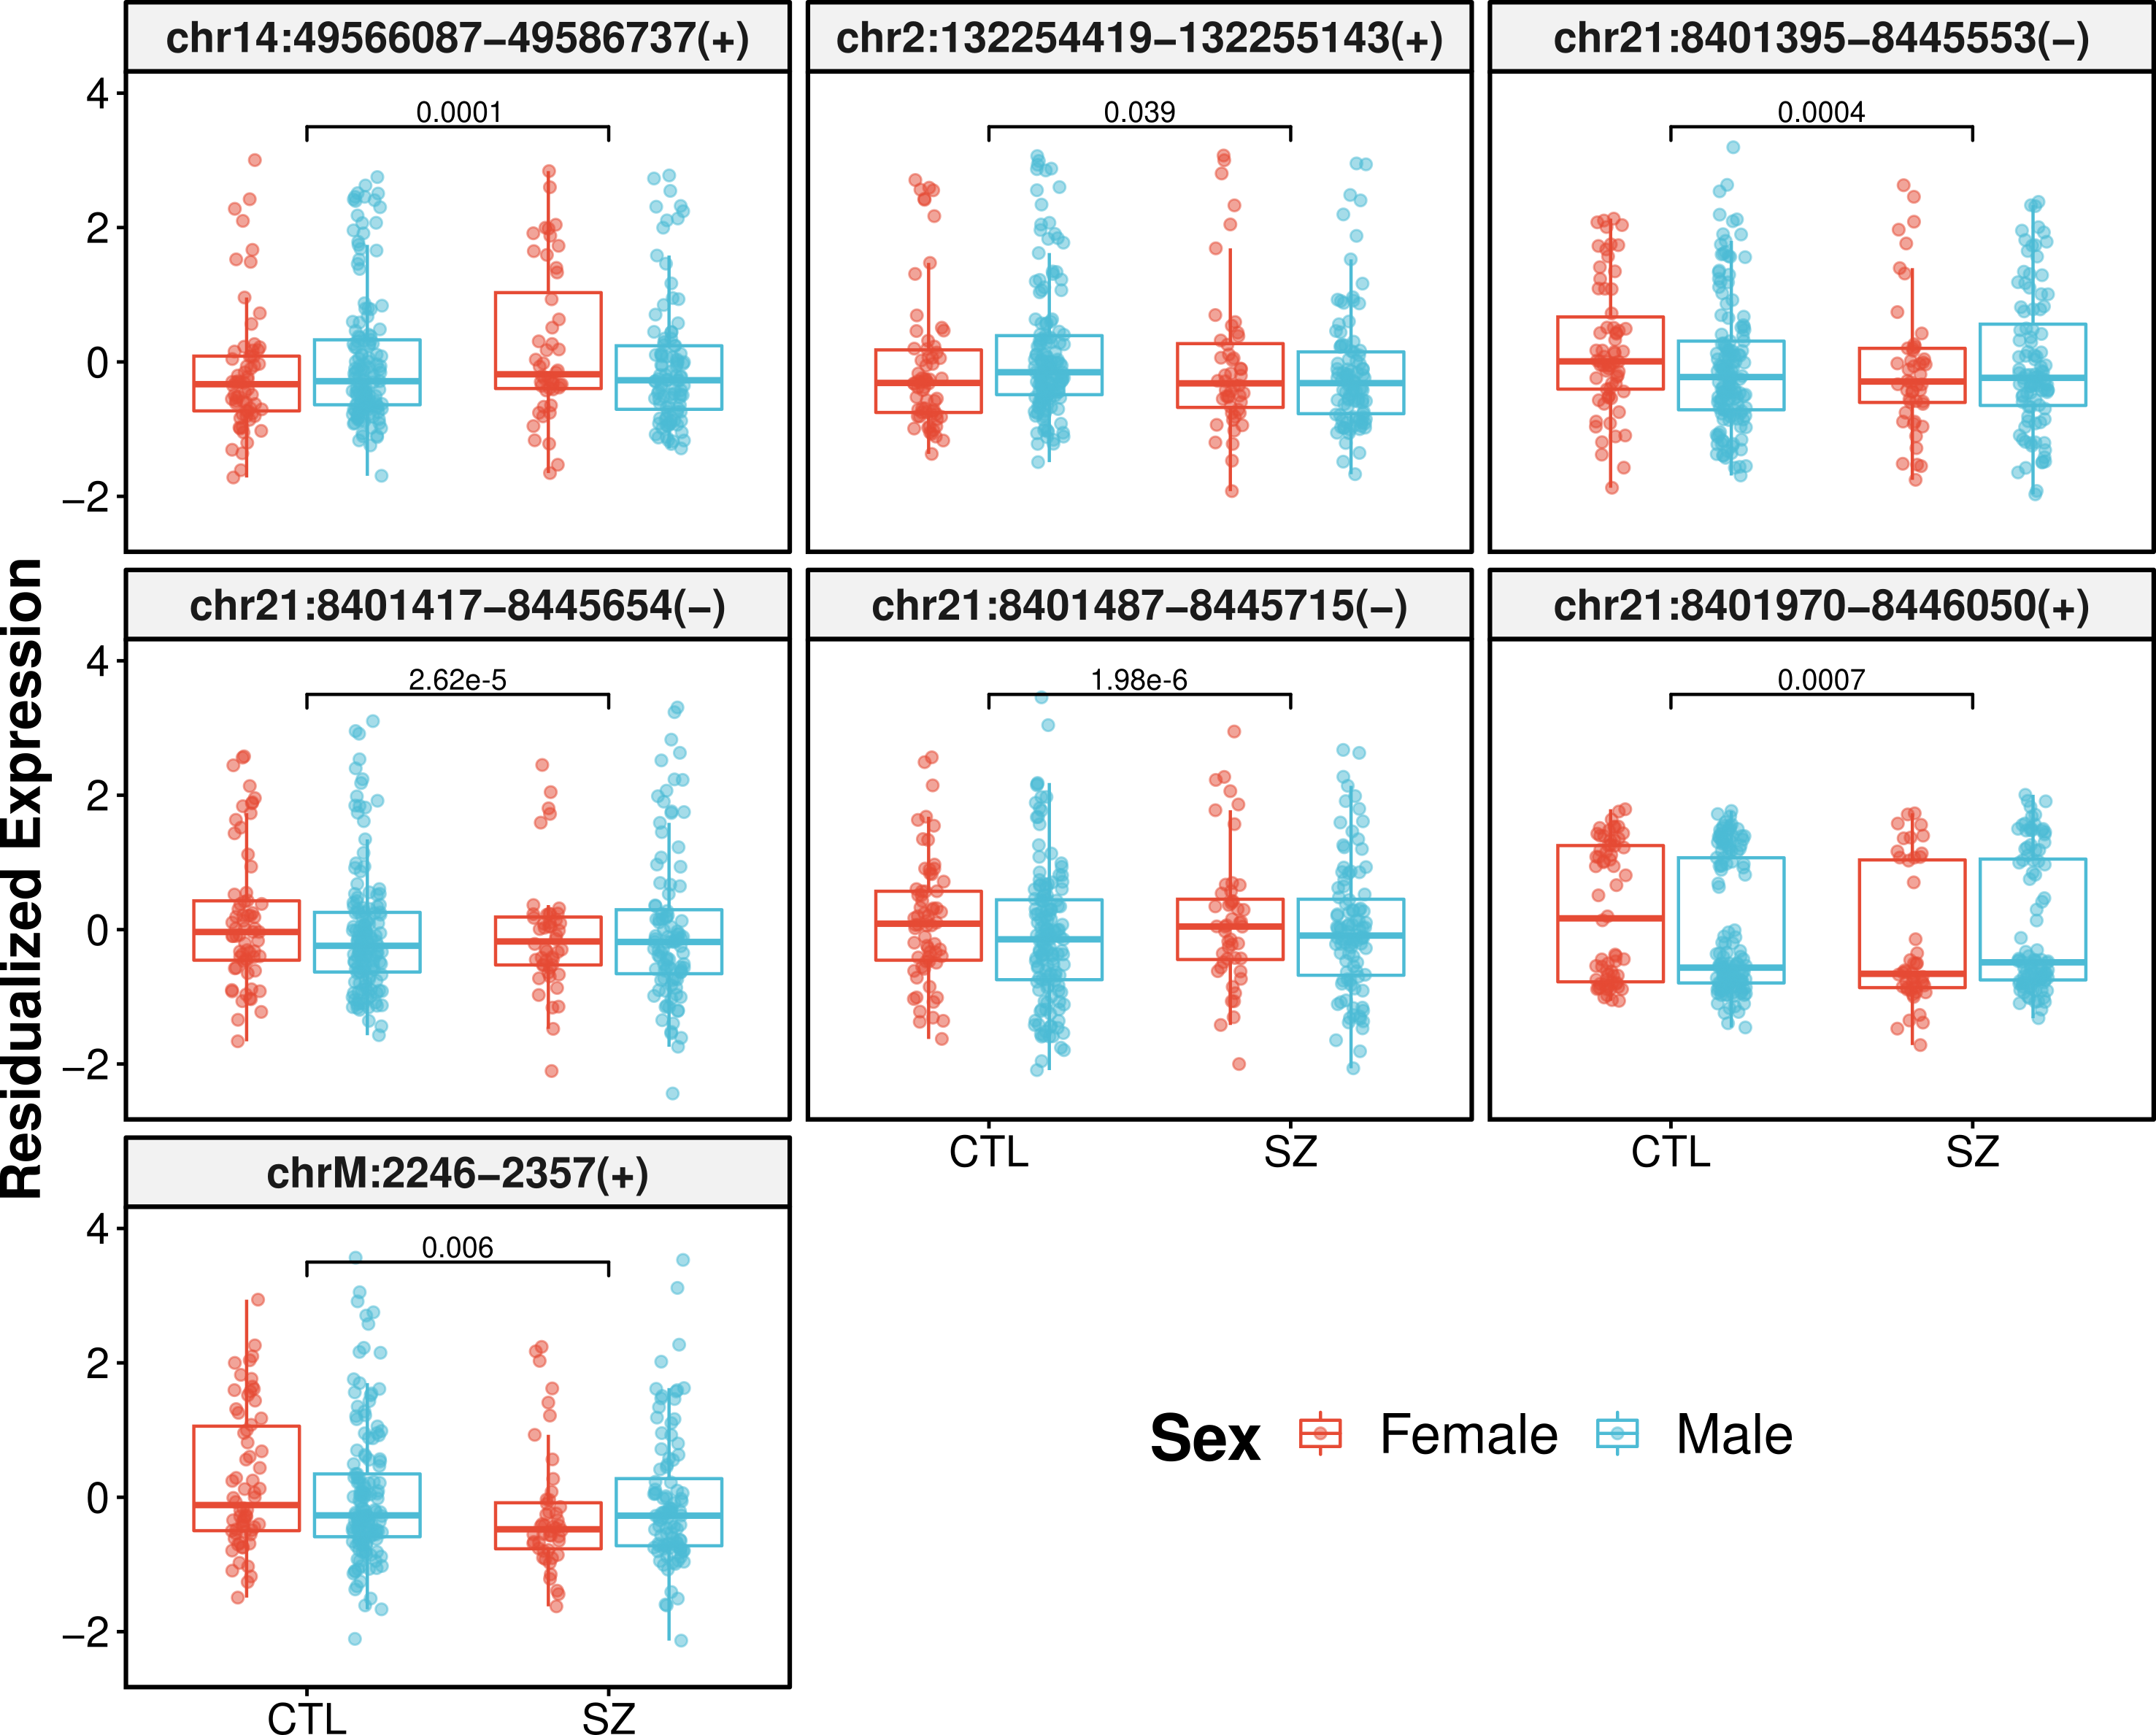 chr14:49566087−49586737(+)
chr2:132254419−132255143(+)
chr21:8401395−8445553(−)
4
2
0
−2
0.0001
0.039
0.0004
chr21:8401417−8445654(−)
chr21:8401487−8445715(−)
chr21:8401970−8446050(+)
4
2
0
−2
2.62e-5
1.98e-6
0.0007
CTL
SZ
CTL
SZ
Residualized Expression
chrM:2246−2357(+)
4
2
0
−2
0.006
CTL
SZ
Sex
Female
Male